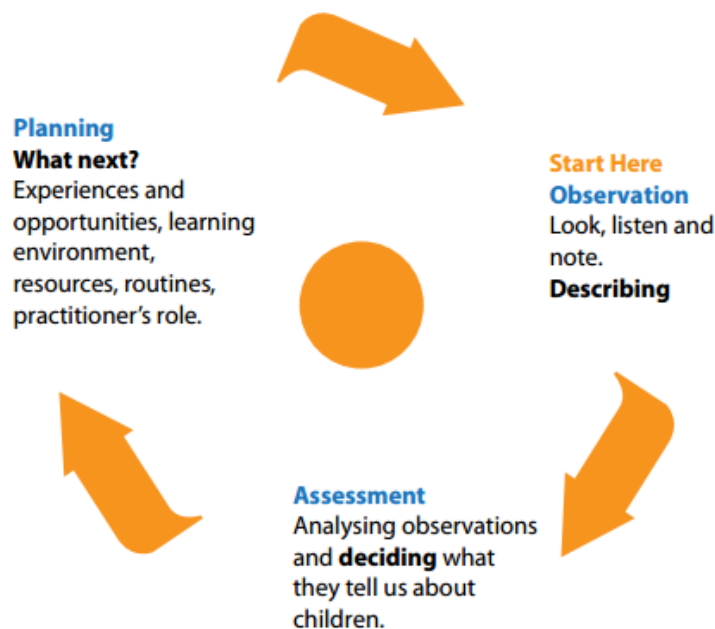 Planning
What next?
Experiences and
opportunities, learning
environment,
resources, routines,
practitioner's role.
Start Here
Observation
Look, listen and
note.
Describing
Assessment
Analysing observations
and deciding what
they tell us about
children.